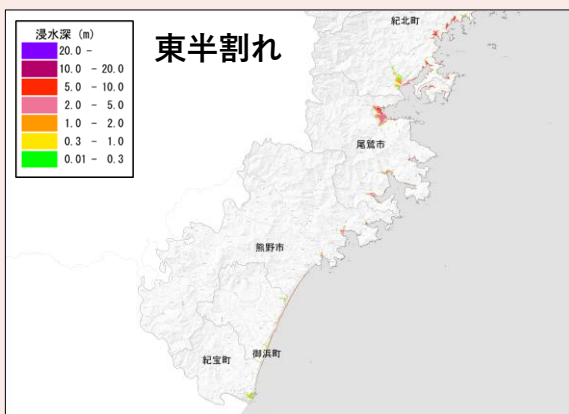 浸水深 (m)
20.0 -
10.0 - 20.0
5.0 - 10.0
2.0 - 5.0
1.0 - 2.0
0.3 - 1.0
0.01 - 0.3
東半割れ
紀北町
尾鷲市
熊野市
御浜町
紀宝町